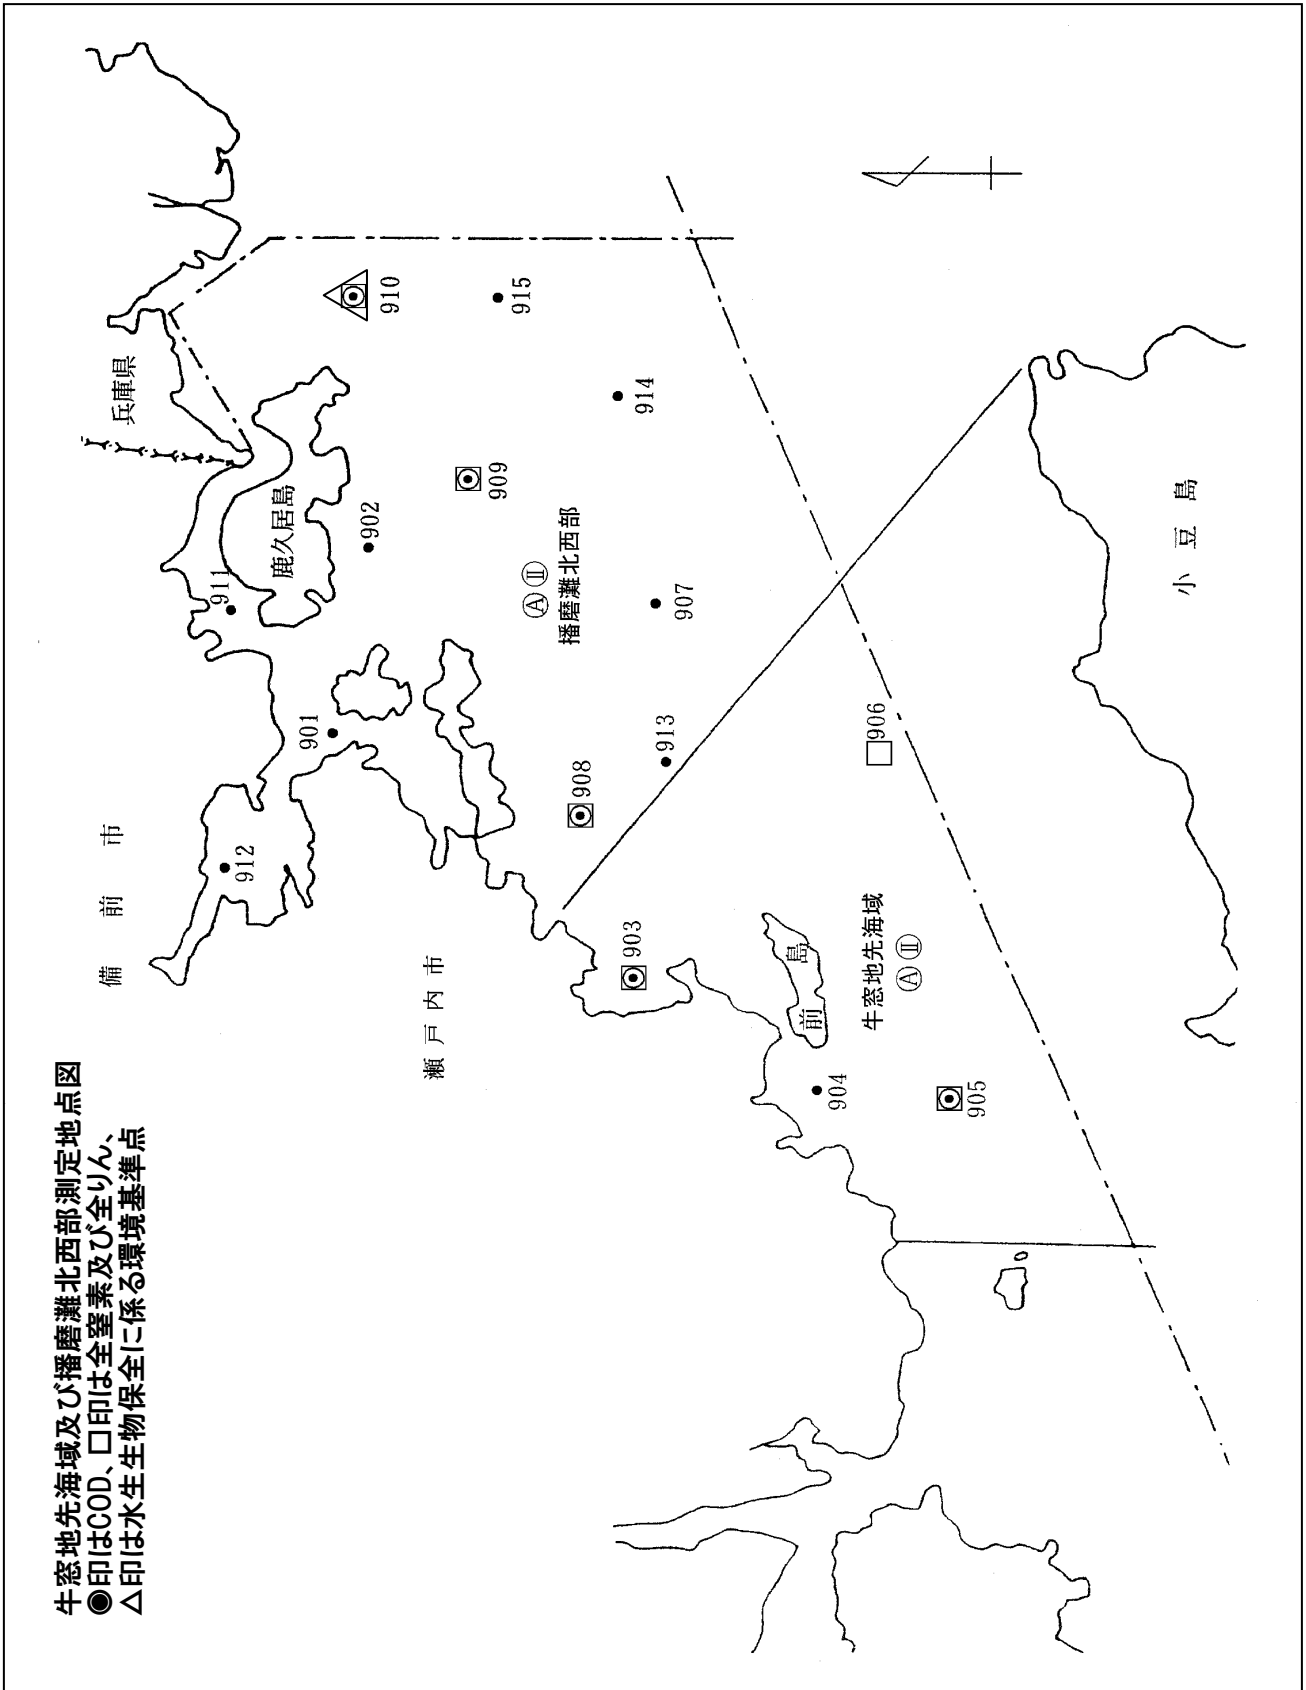 牛窓地先海域及び播磨灘北西部測定地点図
◉印はCOD、□印は全窒素及び全りん、
△印は水生生物保全に係る環境基準点
備前市
兵庫県
912
911
鹿久居島
901
902
910
瀬戸内市
908
909
915
Ⓐ Ⅱ
播磨灘北西部
914
903
913
907
前島
904
906
牛窓地先海域
Ⓐ Ⅱ
905
小豆島